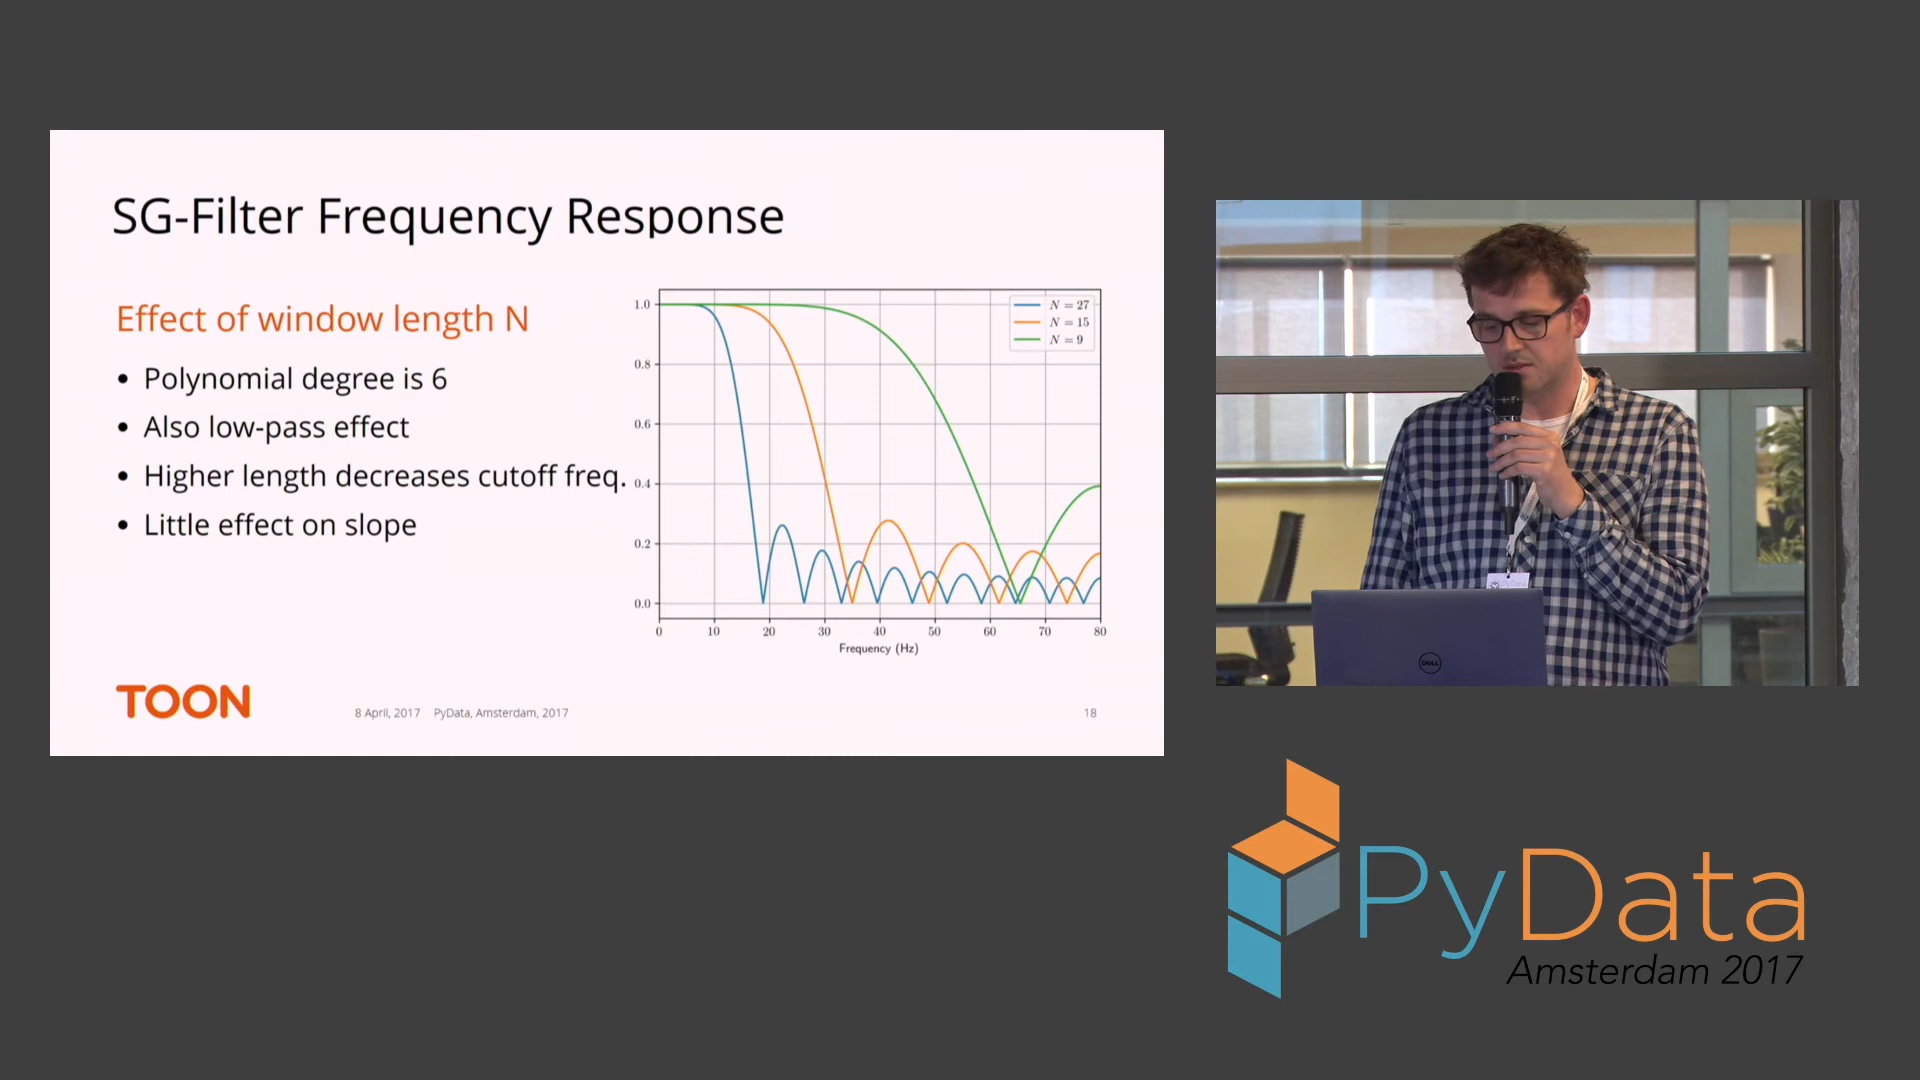 SG-Filter Frequency Response
Effect of window length N
• Polynomial degree is 6
• Also low-pass effect
• Higher length decreases cutoff freq.
• Little effect on slope
1.0
0.8
0.6
0.4
0.2
0.0
N = 27
N = 15
N = 9
0 10 20 30 40 50 60 70 80
Frequency (Hz)
TOON
8 April, 2017 PyData, Amsterdam, 2017
18
PyData
DELL
PyData
Amsterdam 2017